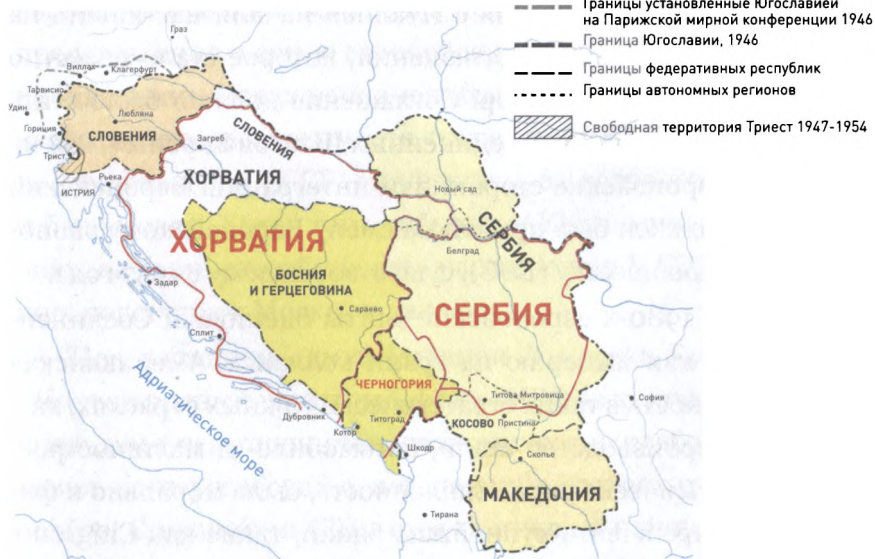 Границы установленные Югославией
на Парижской мирной конференции 1946
Граница Югославии, 1946
Границы федеративных республик
Границы автономных регионов
Свободная территория Триест 1947-1954
Грац
Виллах
Клагерфурт
Тарвисио
Удин
Гориция
Любляна
СЛОВЕНИЯ
Трист
Загреб
СЛОВЕНИЯ
ХОРВАТИЯ
Рьека
ИСТРИЯ
Новый сад
СЕРБИЯ
ХОРВАТИЯ
Белград
БОСНИЯ
И ГЕРЦЕГОВИНА
Задар
Сараево
СЕРБИЯ
Сплит
Адриатическое море
ЧЕРНОГОРИЯ
Титова Митровица
София
Дубровник
Титоград
КОСОВО
Приштина
Котор
Шкодр
Скопье
МАКЕДОНИЯ
Тирана